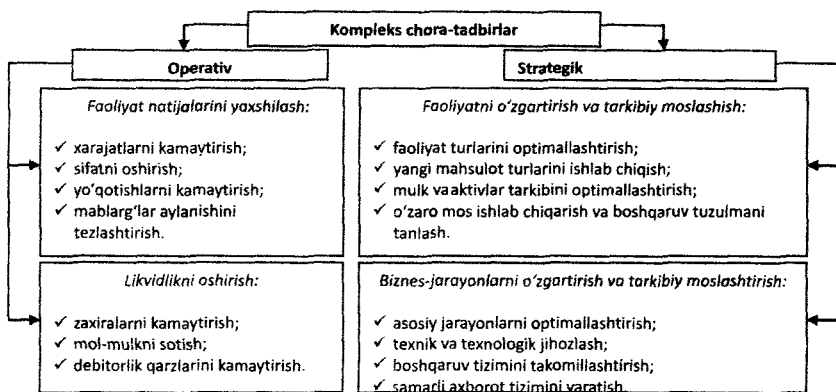 Kompleks chora-tadbirlar
Operativ
Strategik
Faoliyat natijalarini yaxshilash:
✓ xarajatlarni kamaytirish;
✓ sifatni oshirish;
✓ yo‘qotishlarni kamaytirish;
✓ mablarg‘lar aylanishini
tezlashtirish.
Faoliyatni o‘zgartirish va tarkibiy moslashish:
✓ faoliyat turlarini optimallashtirish;
✓ yangi mahsulot turlarini ishlab chiqish;
✓ mulk va aktivlar tarkibini optimallashtirish;
✓ o‘zaro mos ishlab chiqarish va boshqaruv tuzulmani
tanlash.
Likvidlikni oshirish:
✓ zaxiralarni kamaytirish;
✓ mol-mulkni sotish;
✓ debitorlik qarzlarini kamaytirish.
Biznes-jarayonlarni o‘zgartirish va tarkibiy moslashtirish:
✓ asosiy jarayonlarni optimallashtirish;
✓ texnik va texnologik jihozlash;
✓ boshqaruv tizimini takomillashtirish;
✓ samarli axborot tizimini yaratish.